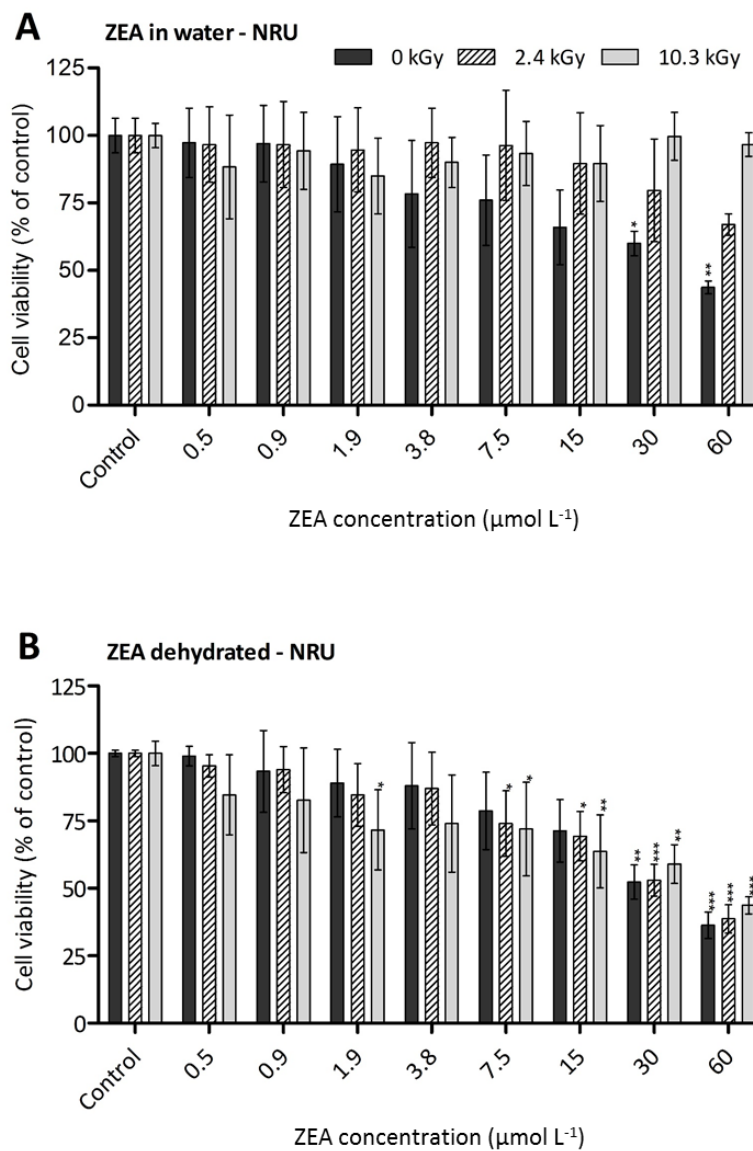 A
ZEA in water - NRU
0 kGy 2.4 kGy 10.3 kGy
Cell viability (% of control)
125
100
75
50
25
0
* **
Control 0.5 0.9 1.9 3.8 7.5 15 30 60
ZEA concentration (µmol L⁻¹)
B
ZEA dehydrated - NRU
Cell viability (% of control)
125
100
75
50
25
0
* * * * ** ** *** ** *** *** ***
Control 0.5 0.9 1.9 3.8 7.5 15 30 60
ZEA concentration (µmol L⁻¹)